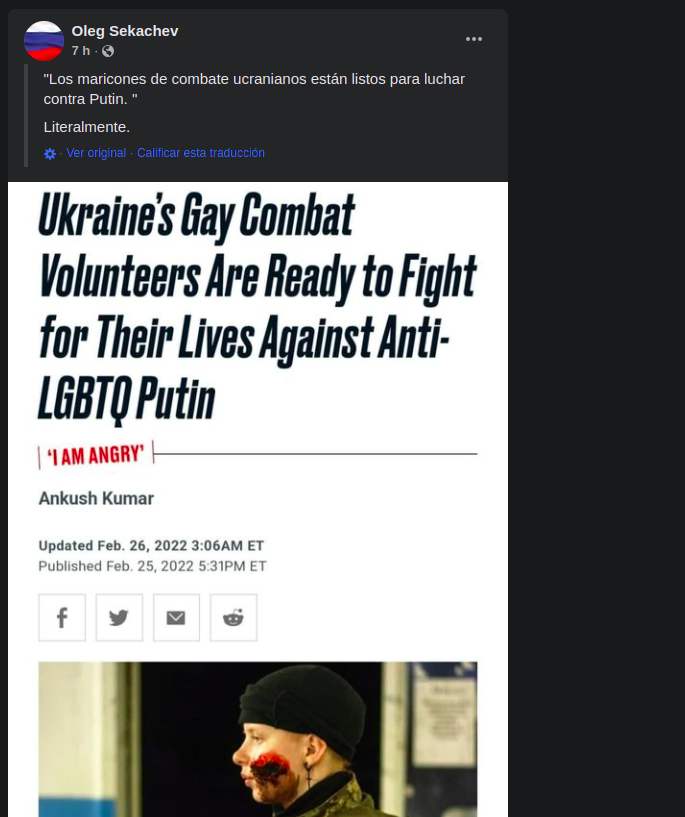 Oleg Sekachev
7 h ·
"Los maricones de combate ucranianos están listos para luchar
contra Putin. "
Literalmente.
· Ver original · Calificar esta traducción
Ukraine's Gay Combat
Volunteers Are Ready to Fight
for Their Lives Against Anti-
LGBTQ Putin
'I AM ANGRY'
Ankush Kumar
Updated Feb. 26, 2022 3:06AM ET
Published Feb. 25, 2022 5:31PM ET